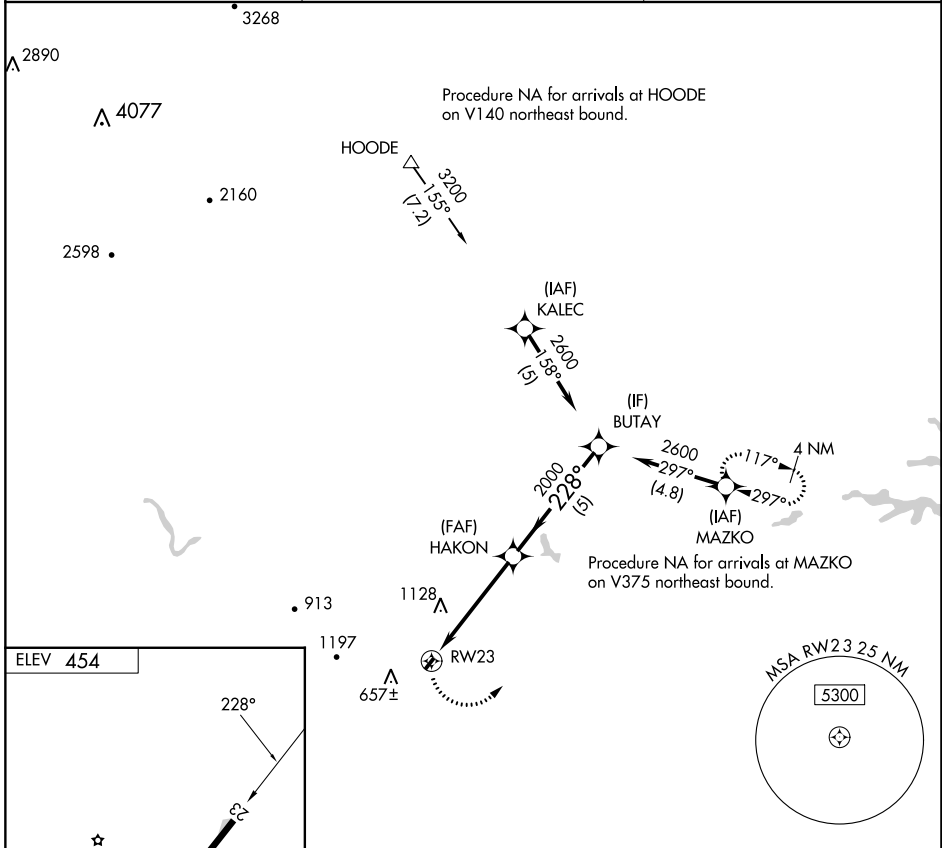 3268
2890
4077
Procedure NA for arrivals at HOODE
on V140 northeast bound.
HOODE
3200
155°
(7.2)
2160
2598
(IAF)
KALEC
2600
158°
(5)
(IF)
BUTAY
2600
297°
(4.8)
117°
4 NM
297°
(IAF)
MAZKO
2000
228°
(5)
(FAF)
HAKON
Procedure NA for arrivals at MAZKO
on V375 northeast bound.
1128
913
1197
RW23
657±
MSA RW23 25 NM
5300
ELEV 454
228°
23